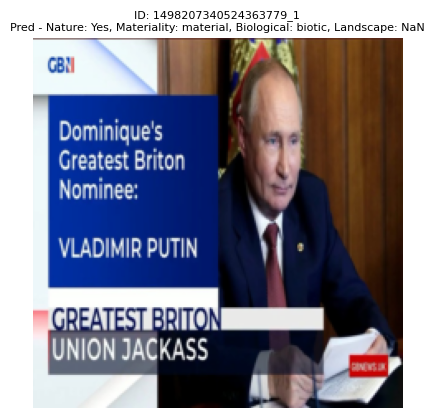 ID: 1498207340524363779_1
Pred - Nature: Yes, Materiality: material, Biological: biotic, Landscape: NaN
GBN
Dominique's
Greatest Briton
Nominee:
VLADIMIR PUTIN
GREATEST BRITON
UNION JACKASS
GBNEWS.UK